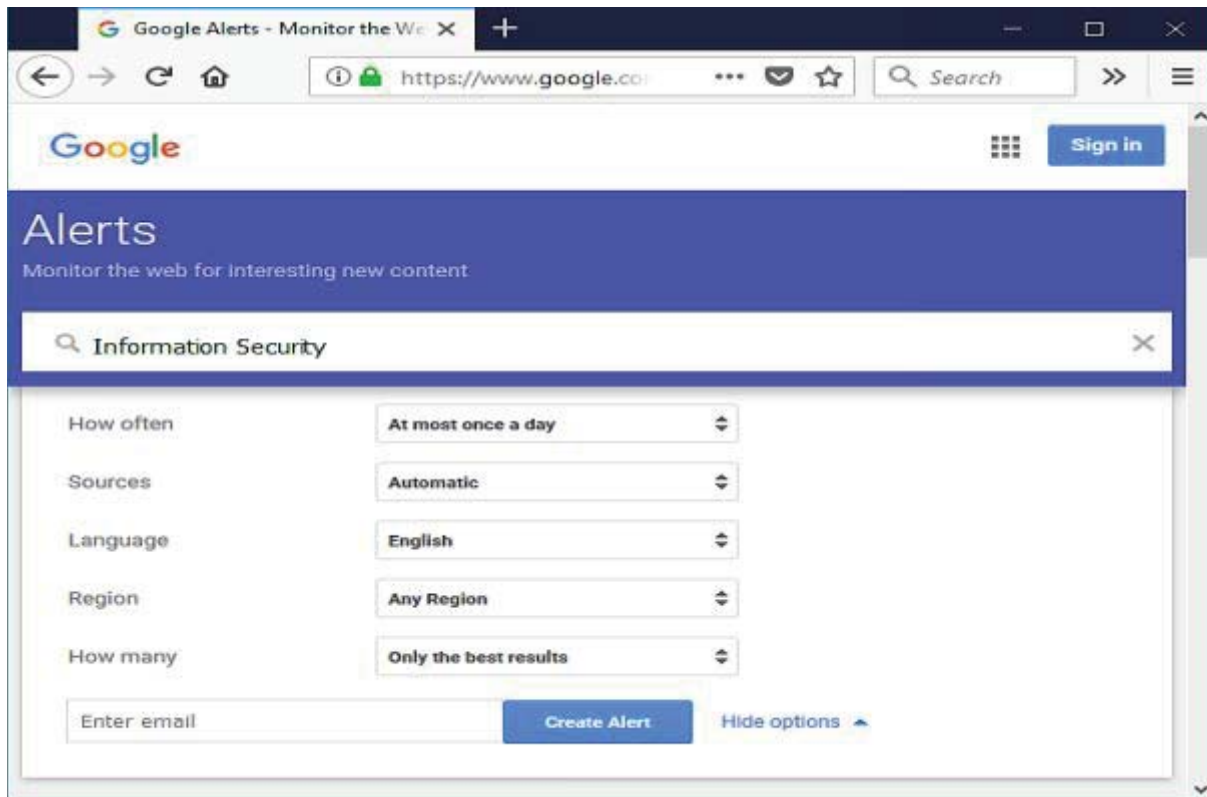 Google Alerts - Monitor the We
https://www.google.co
Search
Google
Sign in
Alerts
Monitor the web for interesting new content
Information Security
How often At most once a day
Sources Automatic
Language English
Region Any Region
How many Only the best results
Enter email Create Alert Hide options